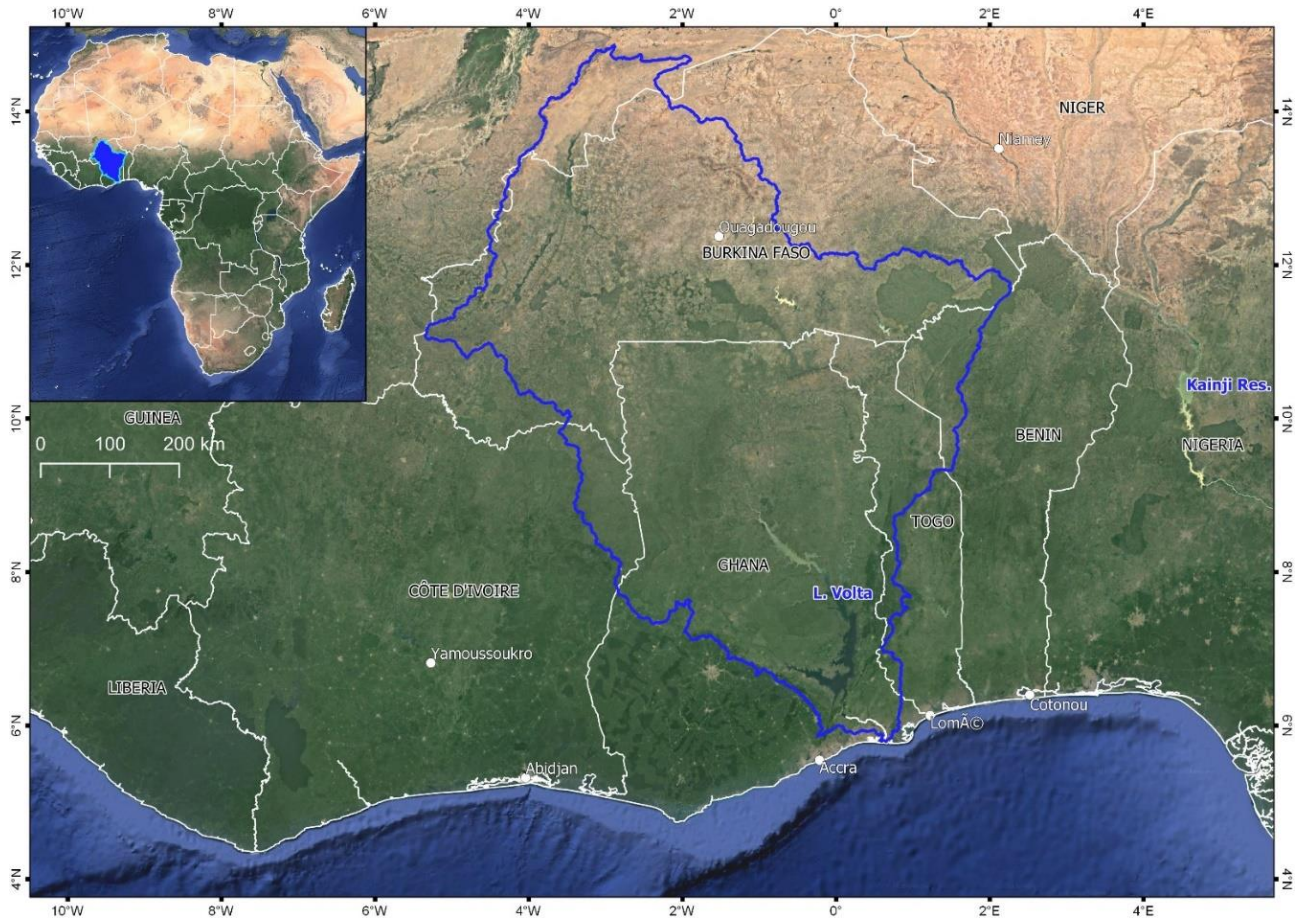 10°W 8°W 6°W 4°W 2°W 0° 2°E 4°E
14°N 14°N
NIGER
Niamey
Ouagadougou
BURKINA FASO
12°N 12°N
Kainji Res.
GUINEA
10°N 10°N
0 100 200 km
BENIN
NIGERIA
TOGO
GHANA
8°N 8°N
CÔTE D'IVOIRE
L. Volta
Yamoussoukro
LIBERIA
Cotonou
6°N 6°N
LomÃ©
Abidjan
Accra
4°N 4°N
10°W 8°W 6°W 4°W 2°W 0° 2°E 4°E